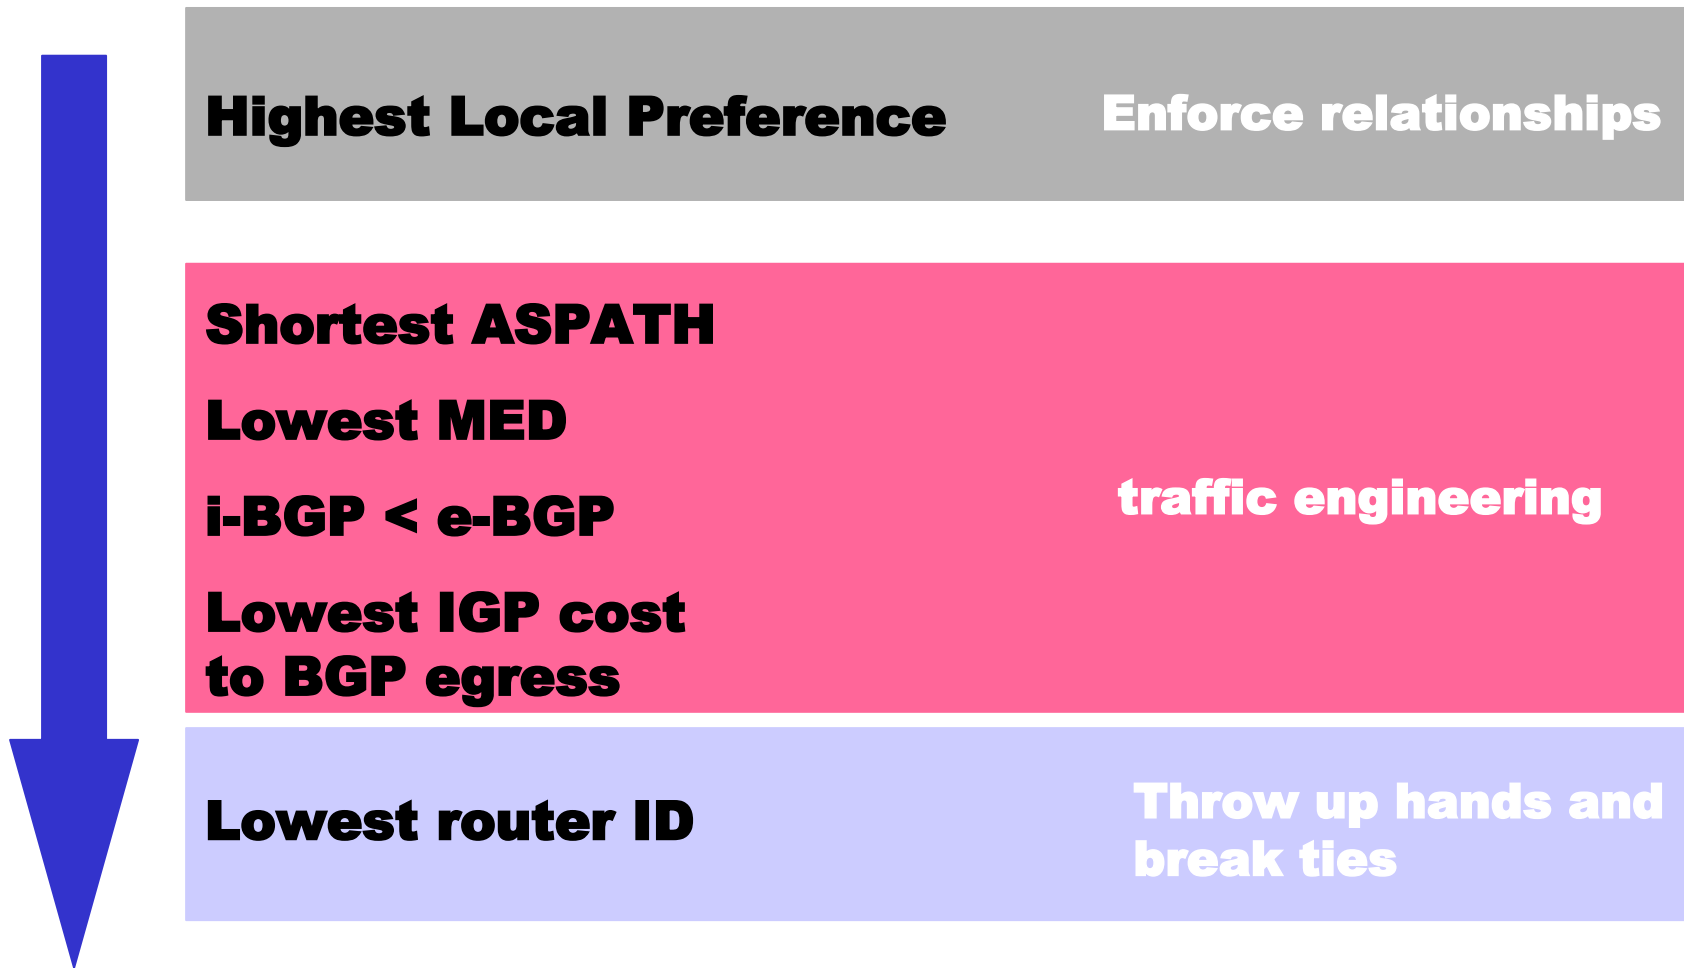 Highest Local Preference
Enforce relationships
Shortest ASPATH
Lowest MED
i-BGP < e-BGP
traffic engineering
Lowest IGP cost
to BGP egress
Lowest router ID
Throw up hands and
break ties